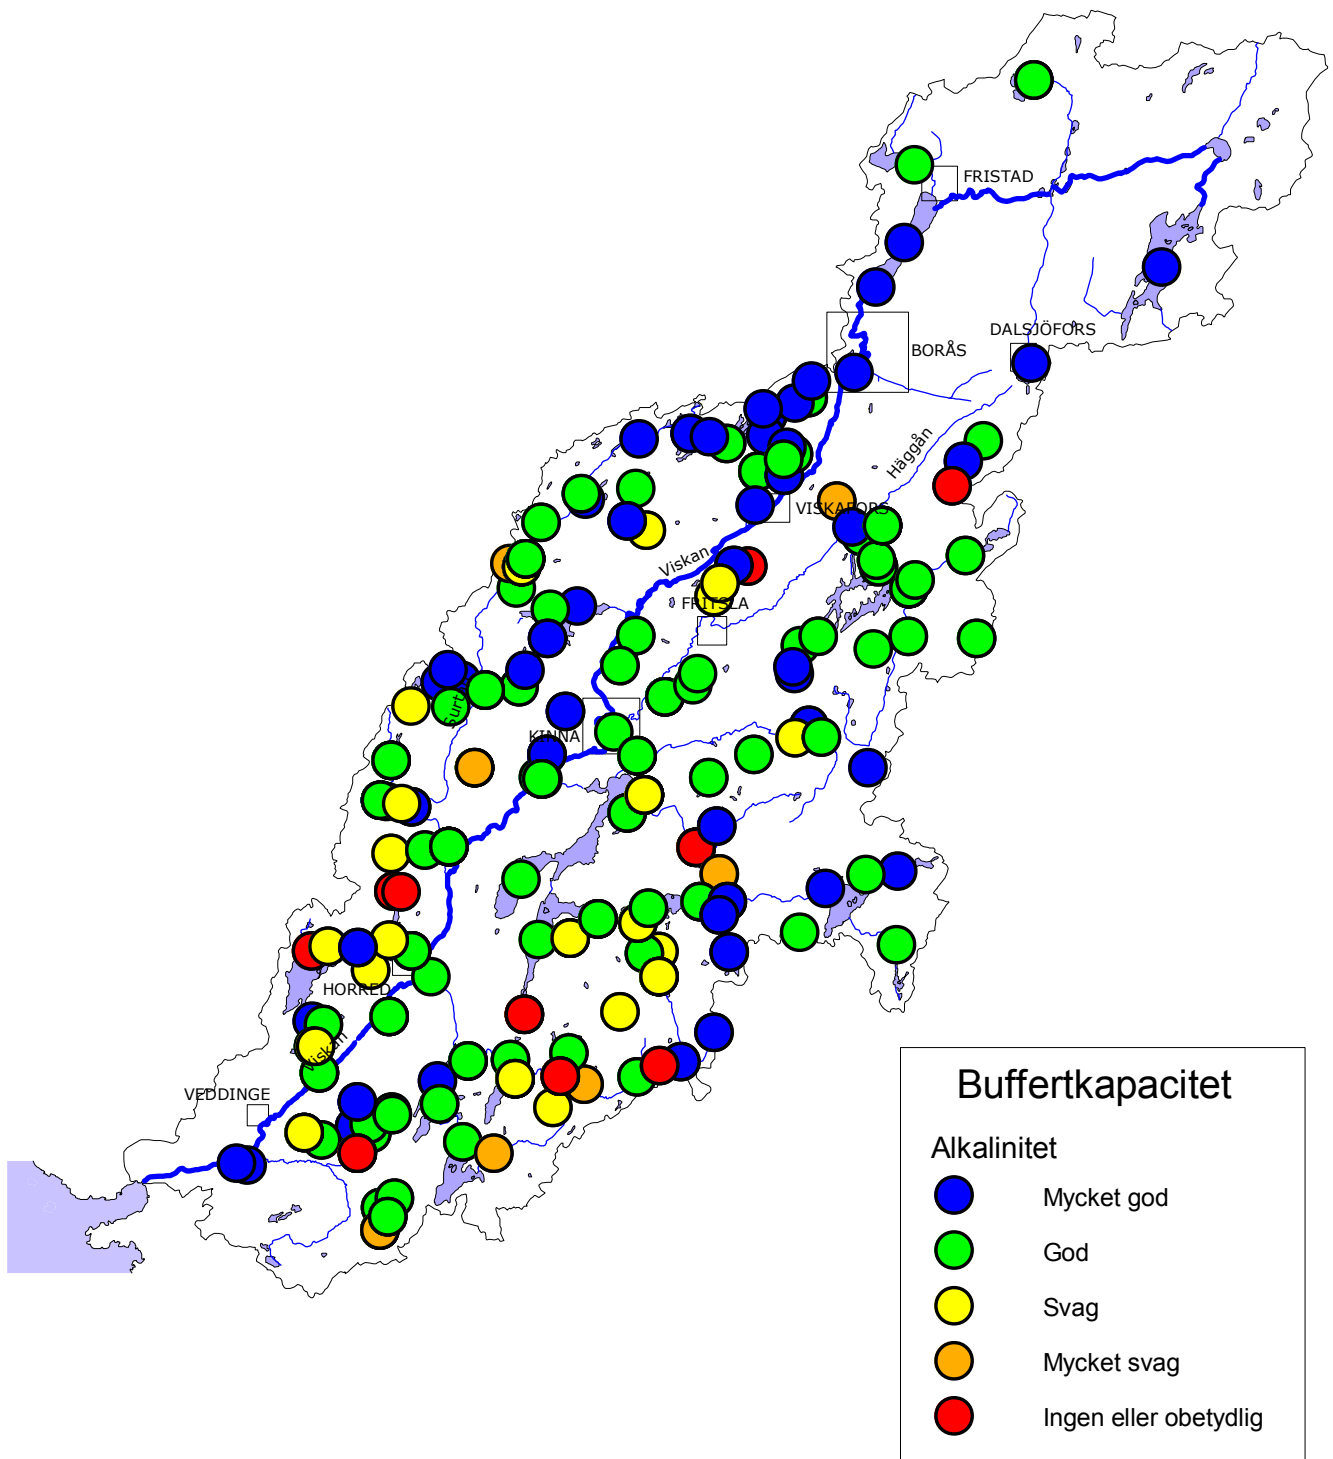 FRISTAD
DALSJÖFORS
BORÅS
Häggån
VISKAFORS
Viskan
FRITSLA
Surt
KINNA
HORRED
Viskan
VEDDINGE
Buffertkapacitet
Alkalinitet
Mycket god
God
Svag
Mycket svag
Ingen eller obetydlig